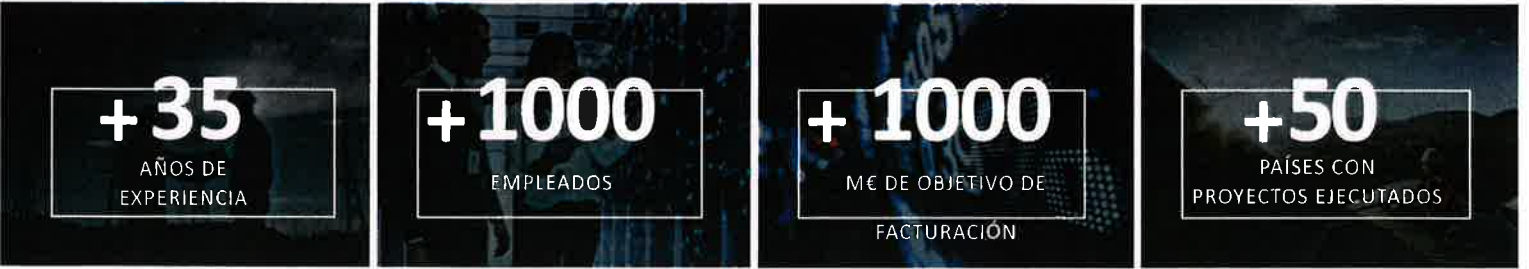 +35
AÑOS DE
EXPERIENCIA
+1000
EMPLEADOS
+1000
M€ DE OBJETIVO DE
FACTURACIÓN
+50
PAÍSES CON
PROYECTOS EJECUTADOS